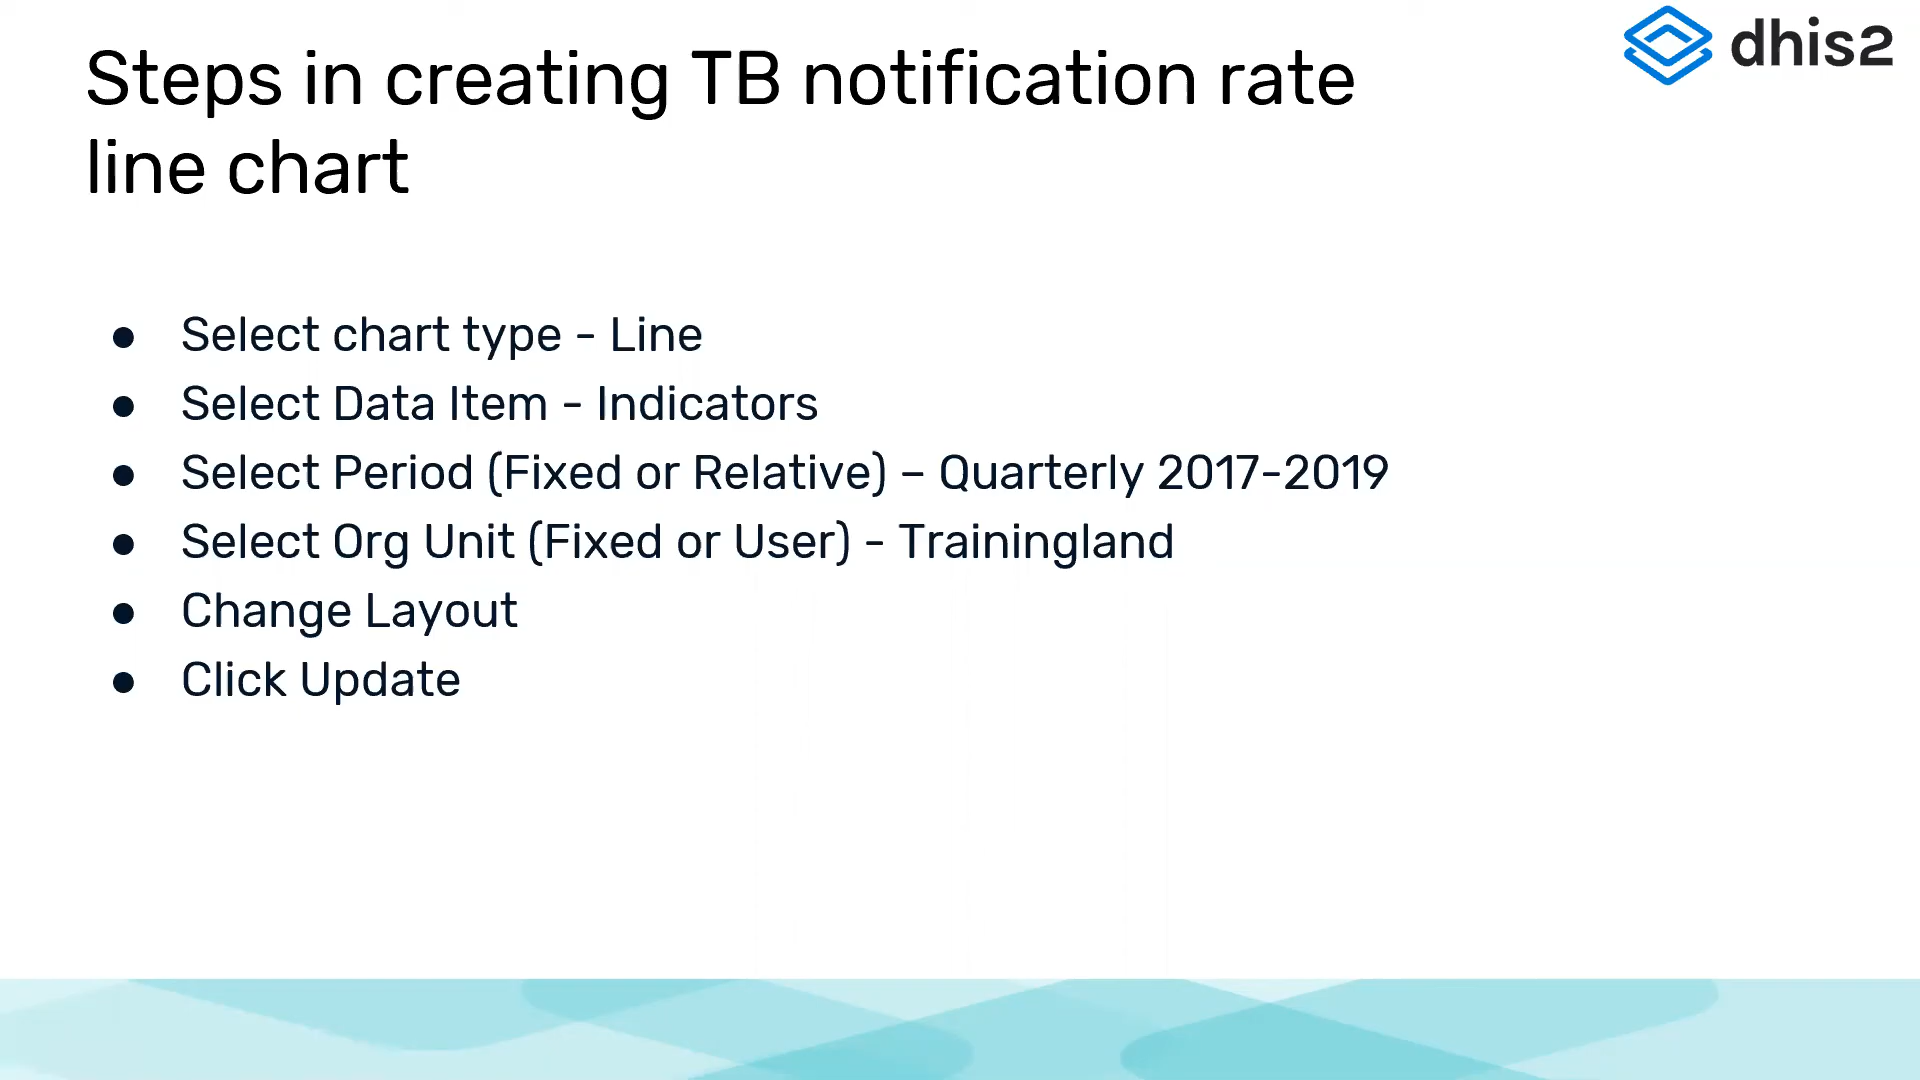 dhis2
Steps in creating TB notification rate
line chart
● Select chart type - Line
● Select Data Item - Indicators
● Select Period (Fixed or Relative) – Quarterly 2017-2019
● Select Org Unit (Fixed or User) - Trainingland
● Change Layout
● Click Update